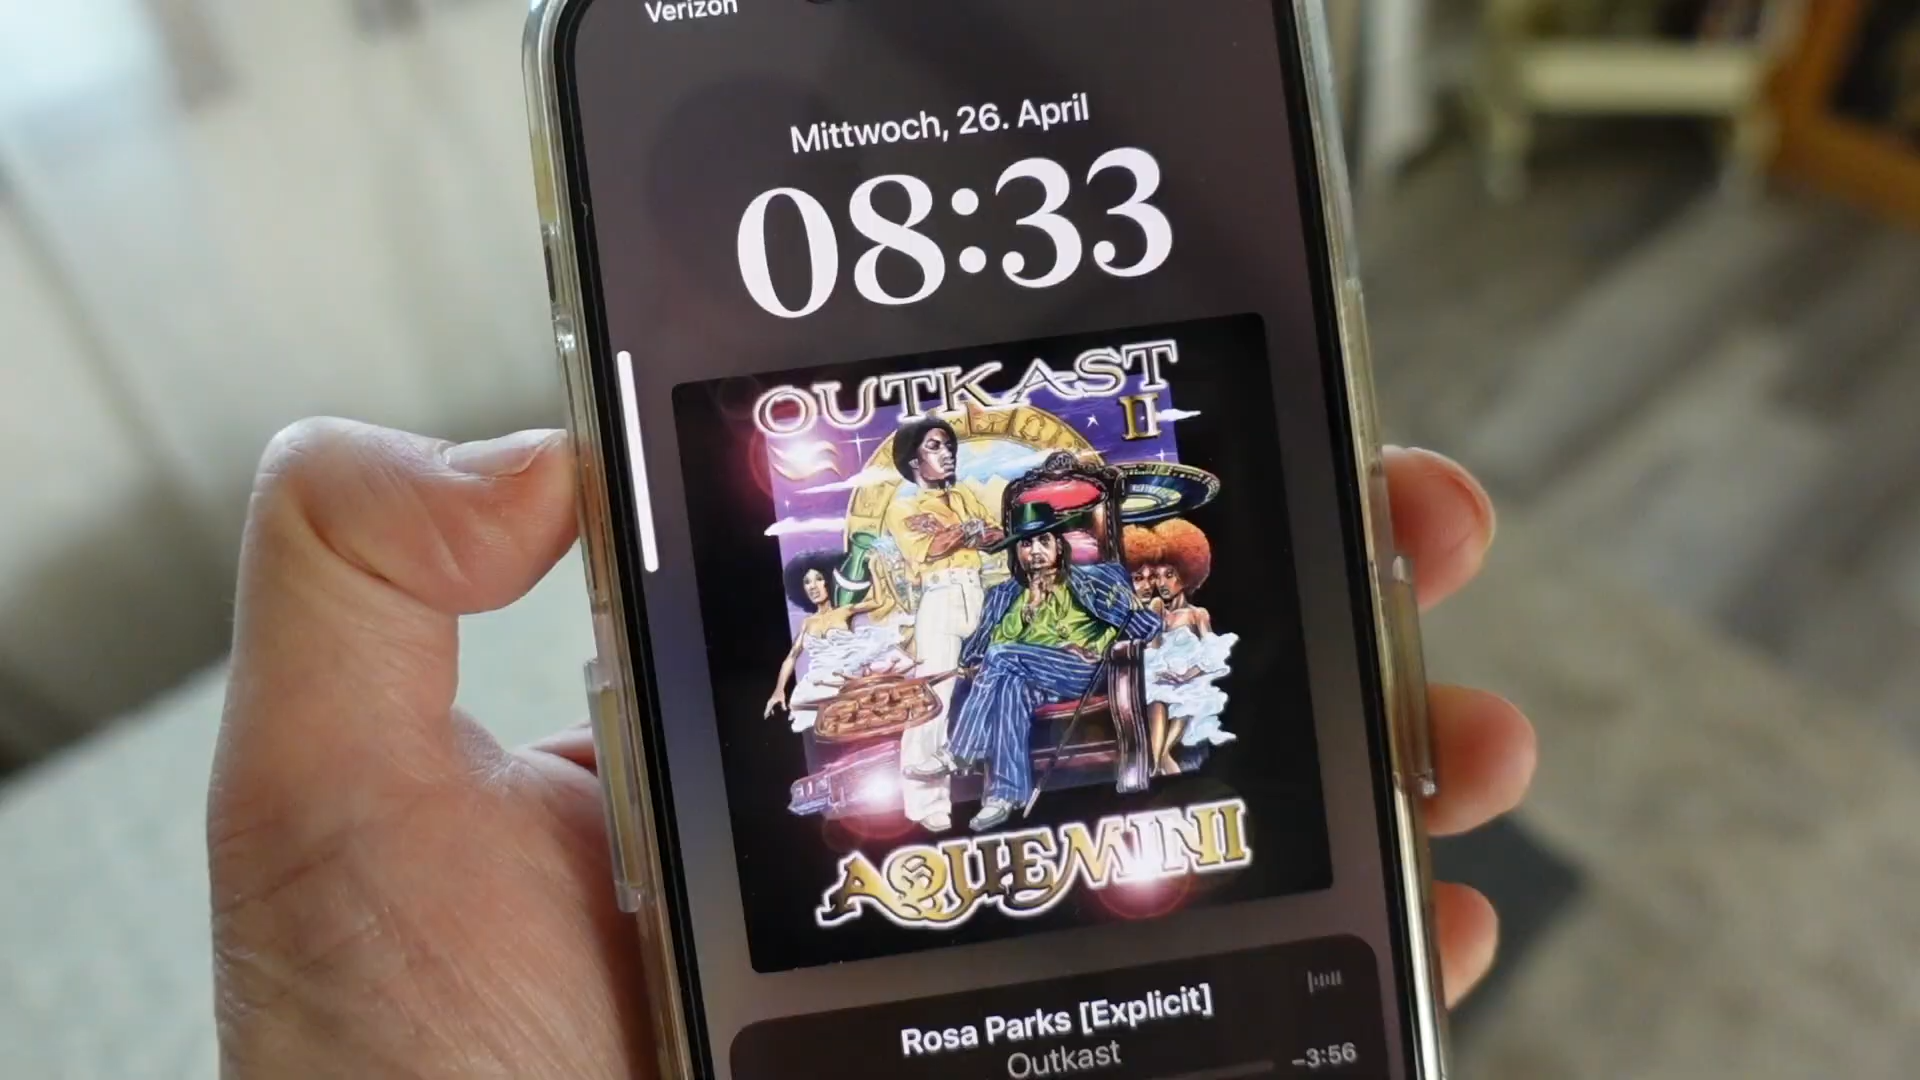 Verizon
Mittwoch, 26. April
08:33
OUTKAST
II
AQUEMINI
Rosa Parks [Explicit]
Outkast
-3:56